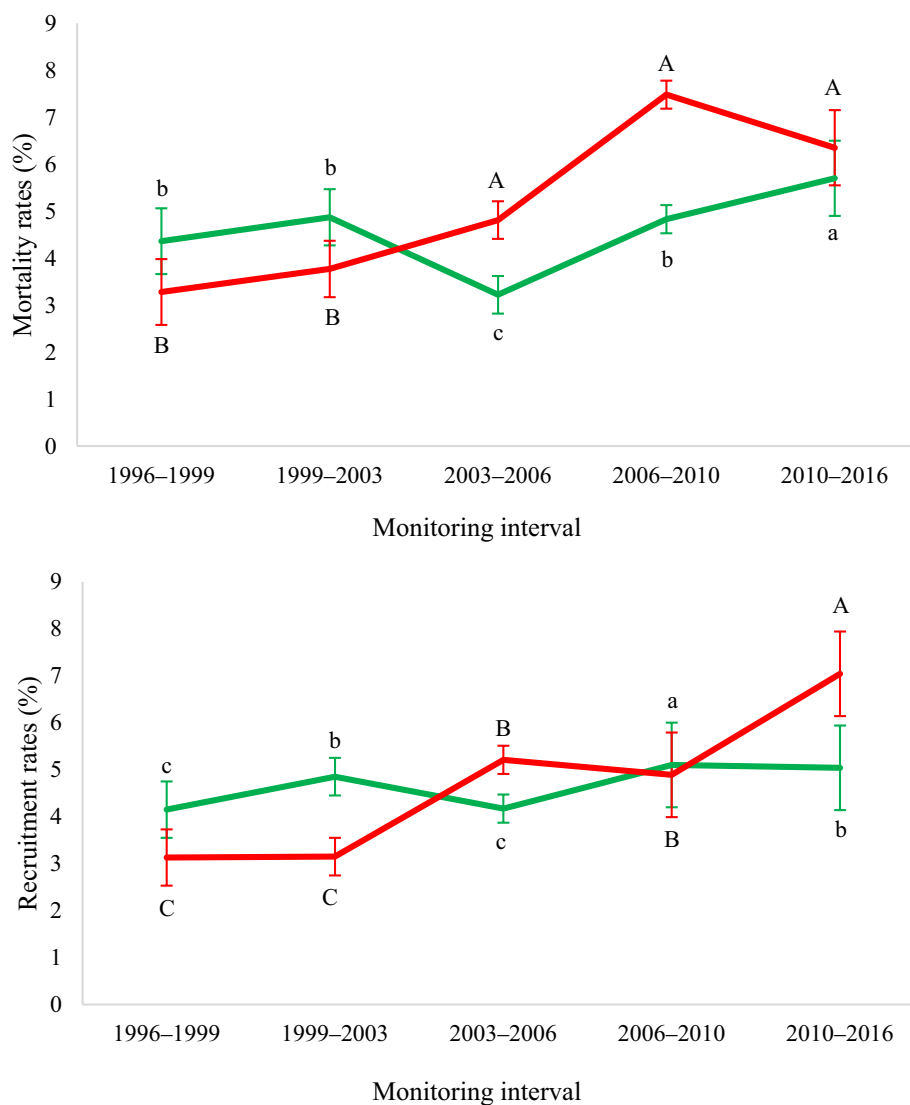 Mortality rates (%)
9
8
7
6
5
4
3
2
1
0
A
A
b
b
A
B
B
c
b
a
1996–1999
1999–2003
2003–2006
2006–2010
2010–2016
Monitoring interval
Recruitment rates (%)
9
8
7
6
5
4
3
2
1
0
A
c
b
B
a
C
C
c
B
b
1996–1999
1999–2003
2003–2006
2006–2010
2010–2016
Monitoring interval